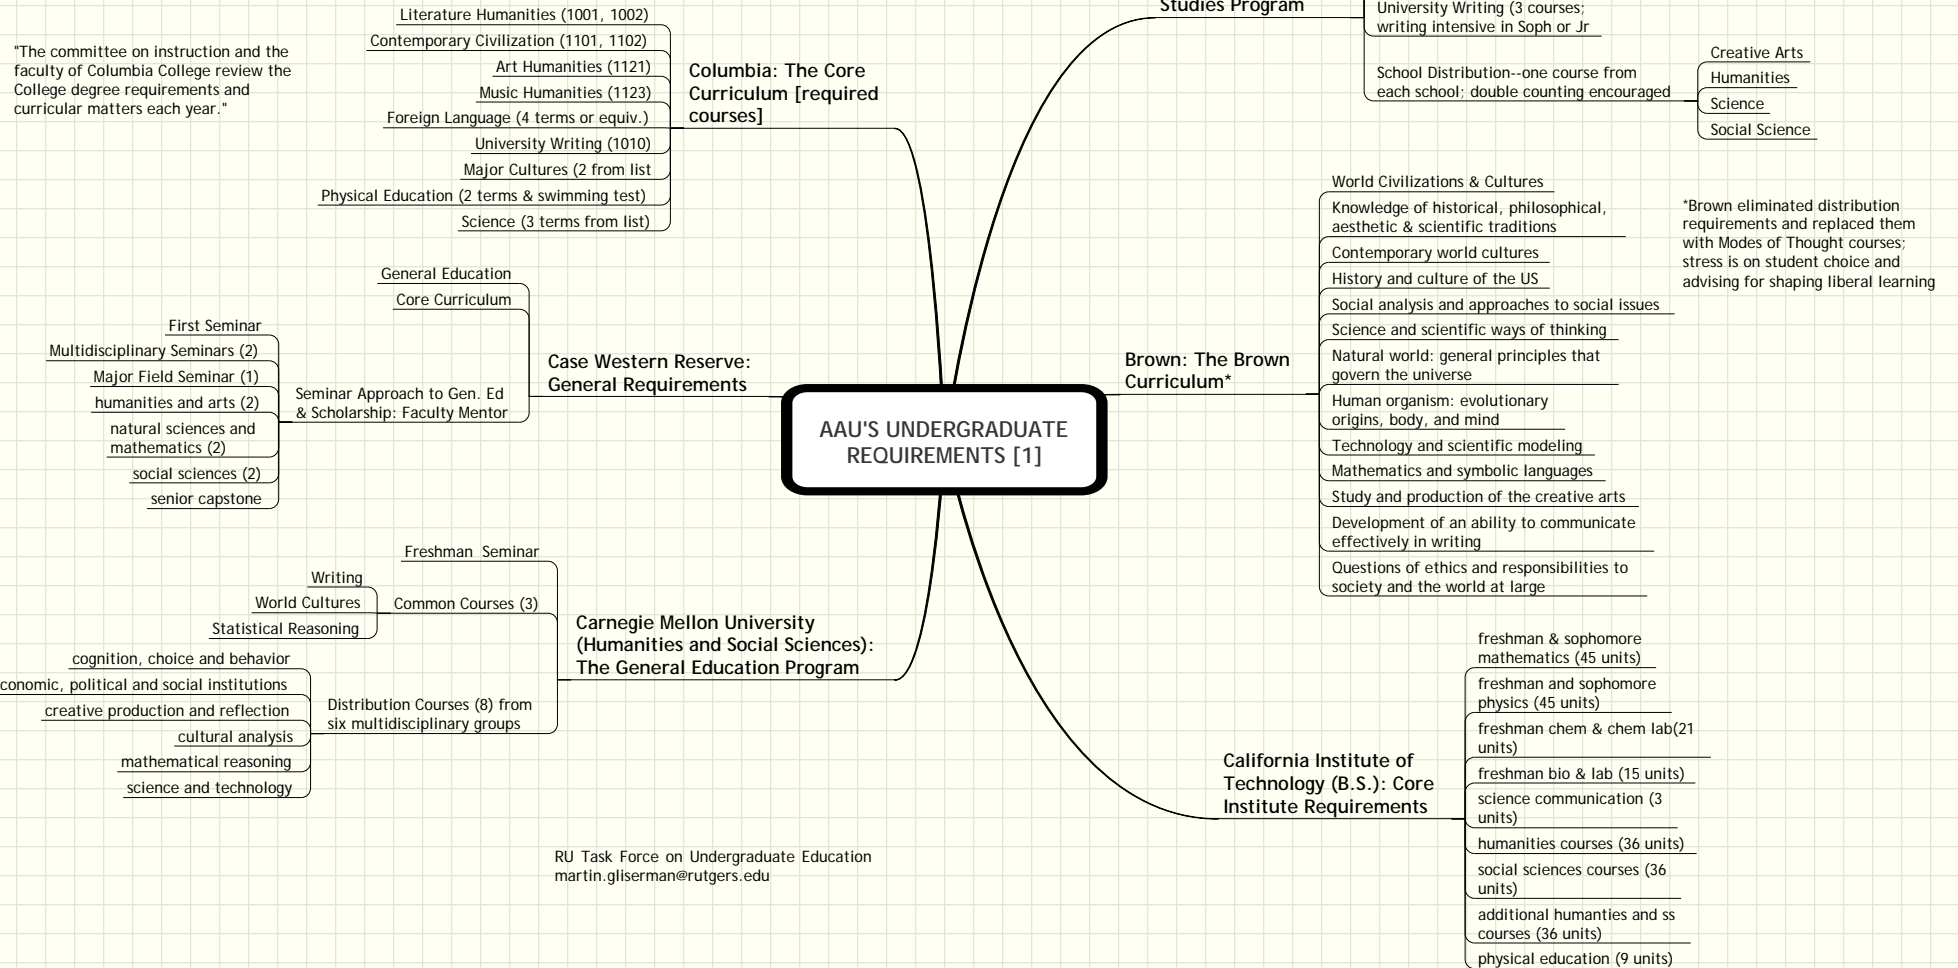 Literature Humanities (1001, 1002)
Contemporary Civilization (1101, 1102)
Art Humanities (1121)
Music Humanities (1123)
Foreign Language (4 terms or equiv.)
University Writing (1010)
Major Cultures (2 from list
Physical Education (2 terms & swimming test)
Science (3 terms from list)
"The committee on instruction and the
faculty of Columbia College review the
College degree requirements and
curricular matters each year."
Columbia: The Core
Curriculum [required
courses]
Studies Program
University Writing (3 courses;
writing intensive in Soph or Jr
School Distribution--one course from
each school; double counting encouraged
Creative Arts
Humanities
Science
Social Science
General Education
Core Curriculum
First Seminar
Multidisciplinary Seminars (2)
Major Field Seminar (1)
humanities and arts (2)
natural sciences and
mathematics (2)
social sciences (2)
senior capstone
Seminar Approach to Gen. Ed
& Scholarship: Faculty Mentor
Case Western Reserve:
General Requirements
AAU'S UNDERGRADUATE
REQUIREMENTS [1]
Brown: The Brown
Curriculum*
World Civilizations & Cultures
Knowledge of historical, philosophical,
aesthetic & scientific traditions
Contemporary world cultures
History and culture of the US
Social analysis and approaches to social issues
Science and scientific ways of thinking
Natural world: general principles that
govern the universe
Human organism: evolutionary
origins, body, and mind
Technology and scientific modeling
Mathematics and symbolic languages
Study and production of the creative arts
Development of an ability to communicate
effectively in writing
Questions of ethics and responsibilities to
society and the world at large
*Brown eliminated distribution
requirements and replaced them
with Modes of Thought courses;
stress is on student choice and
advising for shaping liberal learning
Freshman Seminar
Writing
World Cultures
Statistical Reasoning
Common Courses (3)
cognition, choice and behavior
conomic, political and social institutions
creative production and reflection
cultural analysis
mathematical reasoning
science and technology
Distribution Courses (8) from
six multidisciplinary groups
Carnegie Mellon University
(Humanities and Social Sciences):
The General Education Program
California Institute of
Technology (B.S.): Core
Institute Requirements
freshman & sophomore
mathematics (45 units)
freshman and sophomore
physics (45 units)
freshman chem & chem lab(21
units)
freshman bio & lab (15 units)
science communication (3
units)
humanities courses (36 units)
social sciences courses (36
units)
additional humanties and ss
courses (36 units)
physical education (9 units)
RU Task Force on Undergraduate Education
martin.gliserman@rutgers.edu